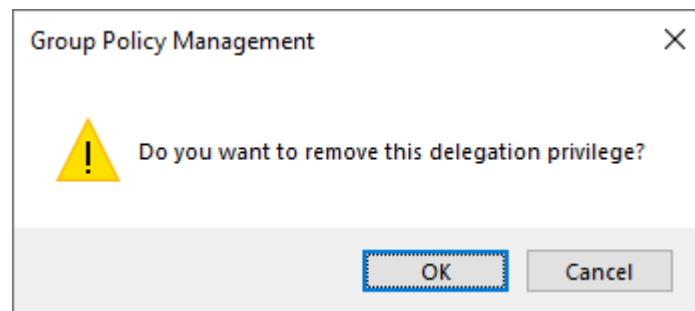 Group Policy Management
Do you want to remove this delegation privilege?
OK
Cancel